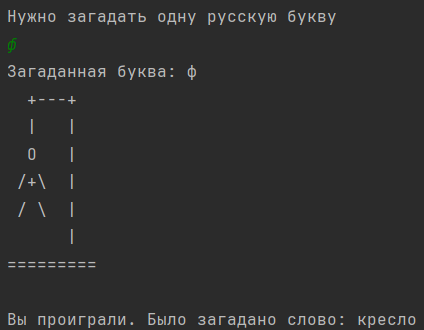 Нужно загадать одну русскую букву
ф
Загаданная буква: ф
  +---+
  |   |
  O   |
 /+\  |
 / \  |
      |
=========
Вы проиграли. Было загадано слово: кресло